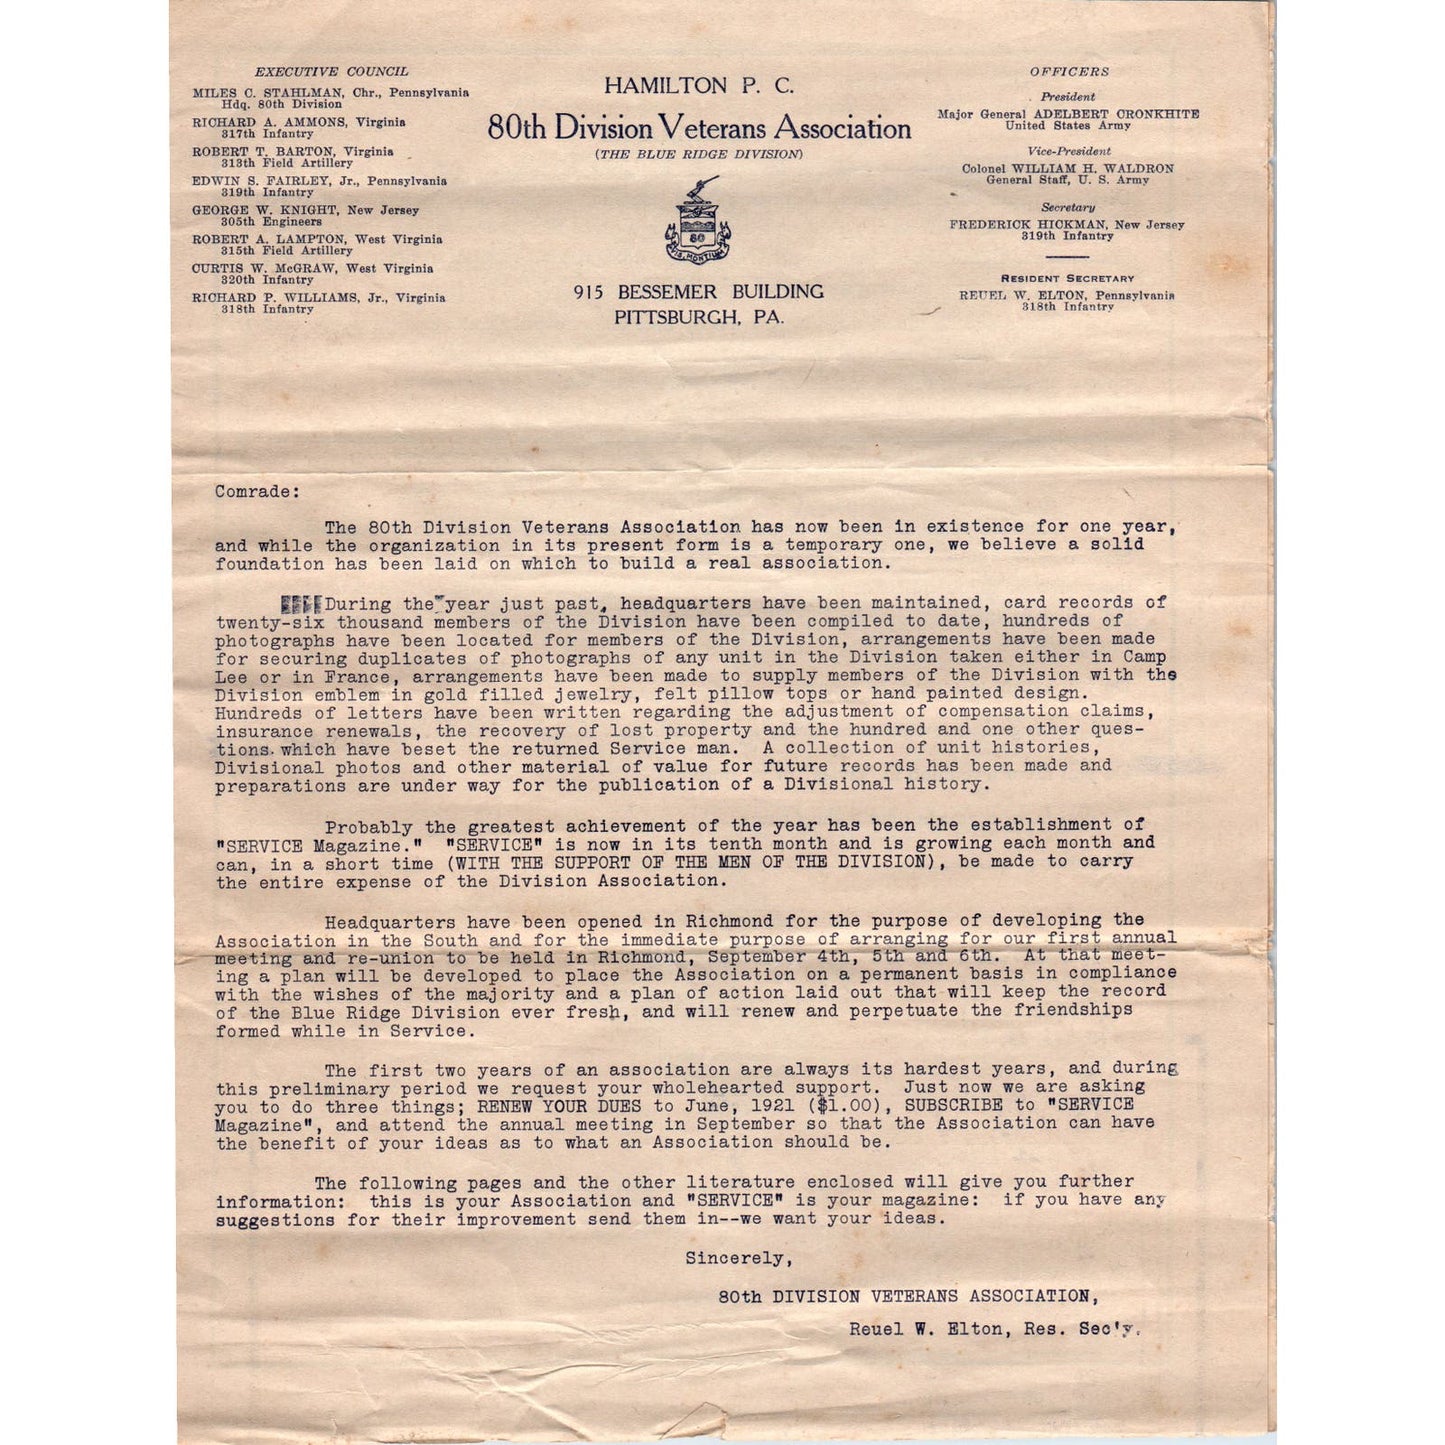 EXECUTIVE COUNCIL
MILES C. STAHLMAN, Chr., Pennsylvania
Hdq. 80th Division
RICHARD A. AMMONS, Virginia
317th Infantry
ROBERT T. BARTON, Virginia
313th Field Artillery
EDWIN S. FAIRLEY, Jr., Pennsylvania
319th Infantry
GEORGE W. KNIGHT, New Jersey
305th Engineers
ROBERT A. LAMPTON, West Virginia
315th Field Artillery
CURTIS W. McGRAW, West Virginia
320th Infantry
RICHARD P. WILLIAMS, Jr., Virginia
318th Infantry
HAMILTON P. C.
80th Division Veterans Association
(THE BLUE RIDGE DIVISION)
80
VIS MONTIUM
915 BESSEMER BUILDING
PITTSBURGH, PA.
OFFICERS
President
Major General ADELBERT CRONKHITE
United States Army
Vice-President
Colonel WILLIAM H. WALDRON
General Staff, U. S. Army
Secretary
FREDERICK HICKMAN, New Jersey
319th Infantry
RESIDENT SECRETARY
REUEL W. ELTON, Pennsylvania
318th Infantry
Comrade:
The 80th Division Veterans Association has now been in existence for one year,
and while the organization in its present form is a temporary one, we believe a solid
foundation has been laid on which to build a real association.
During the year just past, headquarters have been maintained, card records of
twenty-six thousand members of the Division have been compiled to date, hundreds of
photographs have been located for members of the Division, arrangements have been made
for securing duplicates of photographs of any unit in the Division taken either in Camp
Lee or in France, arrangements have been made to supply members of the Division with the
Division emblem in gold filled jewelry, felt pillow tops or hand painted design.
Hundreds of letters have been written regarding the adjustment of compensation claims,
insurance renewals, the recovery of lost property and the hundred and one other ques-
tions which have beset the returned Service man.  A collection of unit histories,
Divisional photos and other material of value for future records has been made and
preparations are under way for the publication of a Divisional history.
Probably the greatest achievement of the year has been the establishment of
"SERVICE Magazine."  "SERVICE" is now in its tenth month and is growing each month and
can, in a short time (WITH THE SUPPORT OF THE MEN OF THE DIVISION), be made to carry
the entire expense of the Division Association.
Headquarters have been opened in Richmond for the purpose of developing the
Association in the South and for the immediate purpose of arranging for our first annual
meeting and re-union to be held in Richmond, September 4th, 5th and 6th.  At that meet-
ing a plan will be developed to place the Association on a permanent basis in compliance
with the wishes of the majority and a plan of action laid out that will keep the record
of the Blue Ridge Division ever fresh, and will renew and perpetuate the friendships
formed while in Service.
The first two years of an association are always its hardest years, and during
this preliminary period we request your wholehearted support.  Just now we are asking
you to do three things; RENEW YOUR DUES to June, 1921 ($1.00), SUBSCRIBE to "SERVICE
Magazine", and attend the annual meeting in September so that the Association can have
the benefit of your ideas as to what an Association should be.
The following pages and the other literature enclosed will give you further
information:  this is your Association and "SERVICE" is your magazine:  if you have any
suggestions for their improvement send them in--we want your ideas.
Sincerely,
80th DIVISION VETERANS ASSOCIATION,
Reuel W. Elton, Res. Sec'y.